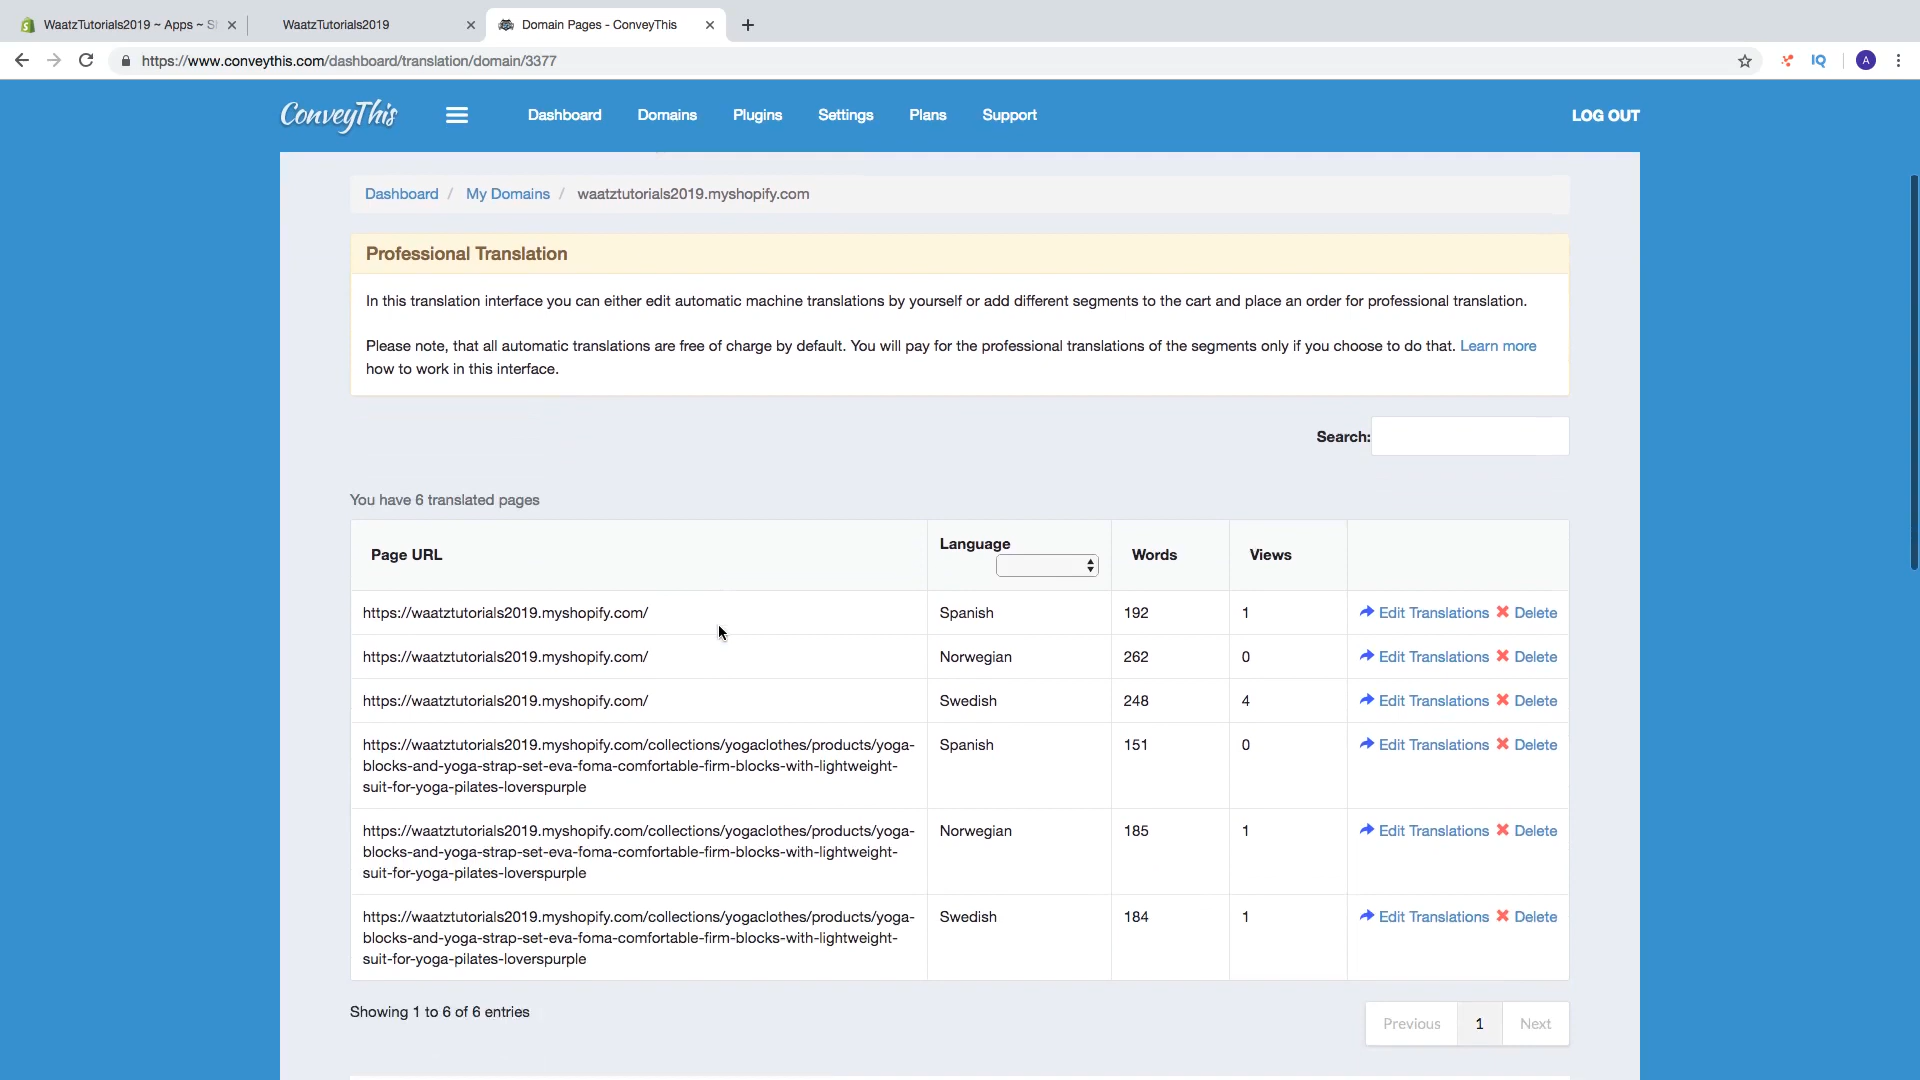 WaatzTutorials2019 ~ Apps ~ S
WaatzTutorials2019
Domain Pages - ConveyThis
https://www.conveythis.com/dashboard/translation/domain/3377
IQ
A
ConveyThis
Dashboard
Domains
Plugins
Settings
Plans
Support
LOG OUT
Dashboard / My Domains / waatztutorials2019.myshopify.com
Professional Translation
In this translation interface you can either edit automatic machine translations by yourself or add different segments to the cart and place an order for professional translation.
Please note, that all automatic translations are free of charge by default. You will pay for the professional translations of the segments only if you choose to do that. Learn more
how to work in this interface.
Search:
You have 6 translated pages
Page URL
Language
Words
Views
https://waatztutorials2019.myshopify.com/ Spanish 192 1 Edit Translations Delete
https://waatztutorials2019.myshopify.com/ Norwegian 262 0 Edit Translations Delete
https://waatztutorials2019.myshopify.com/ Swedish 248 4 Edit Translations Delete
https://waatztutorials2019.myshopify.com/collections/yogaclothes/products/yoga- Spanish 151 0 Edit Translations Delete
blocks-and-yoga-strap-set-eva-foma-comfortable-firm-blocks-with-lightweight-
suit-for-yoga-pilates-loverspurple
https://waatztutorials2019.myshopify.com/collections/yogaclothes/products/yoga- Norwegian 185 1 Edit Translations Delete
blocks-and-yoga-strap-set-eva-foma-comfortable-firm-blocks-with-lightweight-
suit-for-yoga-pilates-loverspurple
https://waatztutorials2019.myshopify.com/collections/yogaclothes/products/yoga- Swedish 184 1 Edit Translations Delete
blocks-and-yoga-strap-set-eva-foma-comfortable-firm-blocks-with-lightweight-
suit-for-yoga-pilates-loverspurple
Showing 1 to 6 of 6 entries
Previous 1 Next